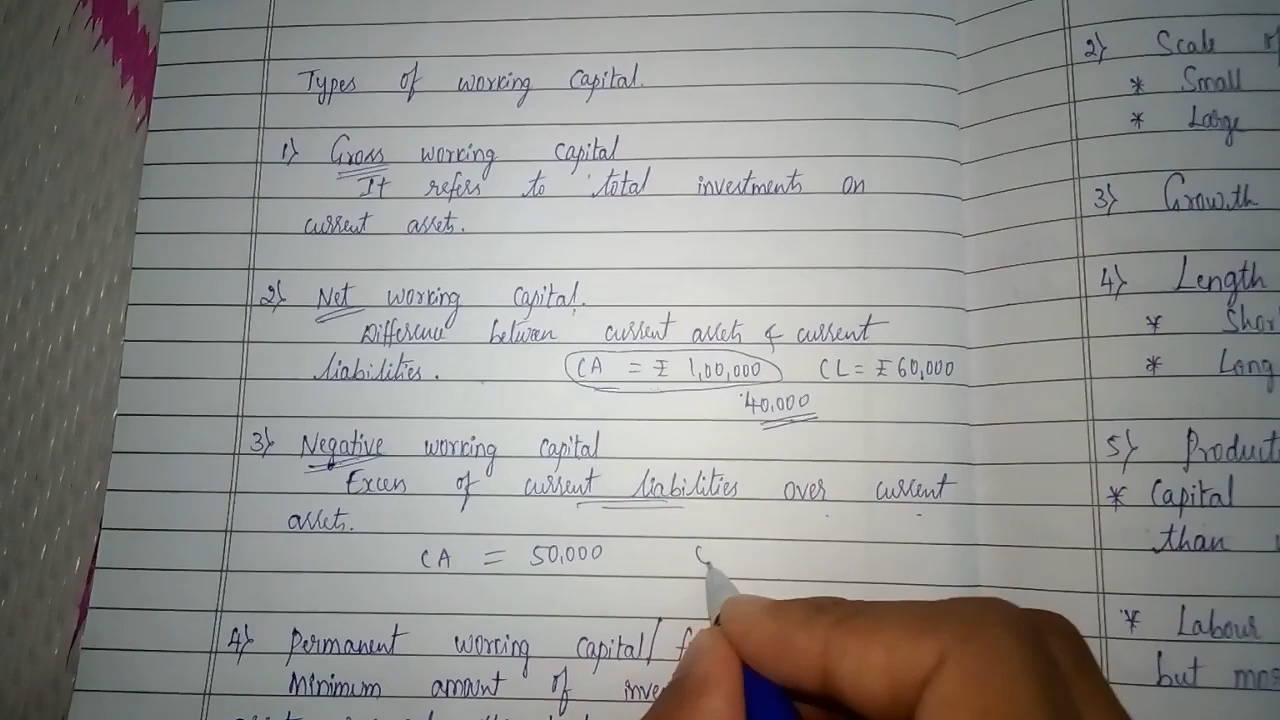 Types of working Capital.
1) Gross working capital
It refers to total investments on
current assets.
2) Net working capital.
Difference between current assets & current
liabilities. CA = ₹ 1,00,000 CL = ₹ 60,000
40,000
3) Negative working capital
Excess of current liabilities over current
assets.
CA = 50,000 C
4) Permanent working capital/
Minimum amount of
2) Scale
* Small
* Large
3) Growth
4) Length
*
* Long
5) Product
* Capital
than
* Labour
but